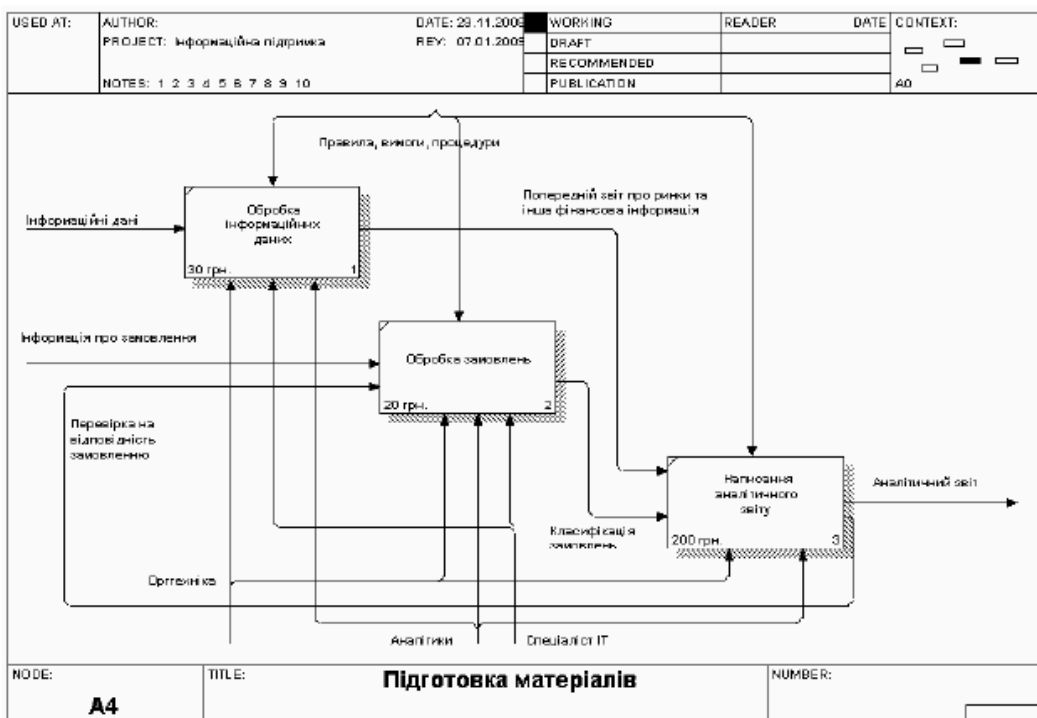 USED AT:
AUTHOR:
DATE: 29.11.2009
WORKING
READER
DATE
CONTEXT:
PROJECT: Інформаційна підтримка
REV: 07.01.2009
DRAFT
RECOMMENDED
NOTES: 1 2 3 4 5 6 7 8 9 10
PUBLICATION
A0
Правила, вимоги, процедури
Попередній звіт про ринки та
інша фінансова інформація
Інформаційні дані
Обробка
інформаційних
даних
30 грн.
1
Інформація про замовлення
Обробка замовлень
20 грн.
2
Перевірка на
відповідність
замовленню
Написання
аналітичного
звіту
200 грн.
3
Аналітичний звіт
Класифікація
замовлень
Оргтехніка
Аналітики
Спеціаліст ІТ
NODE:
TITLE:
Підготовка матеріалів
NUMBER:
A4